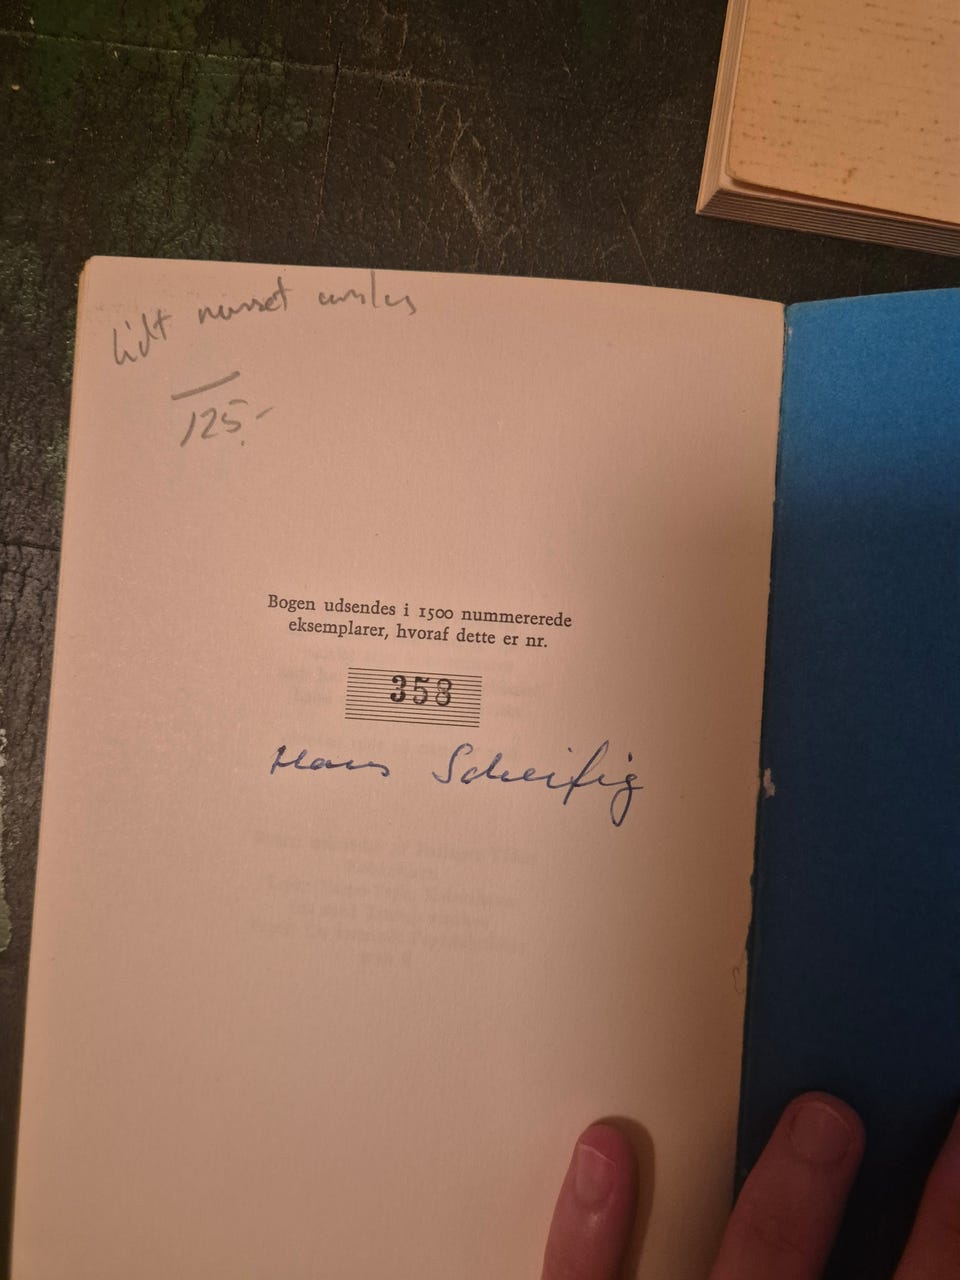 lidt nusset omslag
125.-
Bogen udsendes i 1500 nummererede
eksemplarer, hvoraf dette er nr.
358
Hans Scherfig